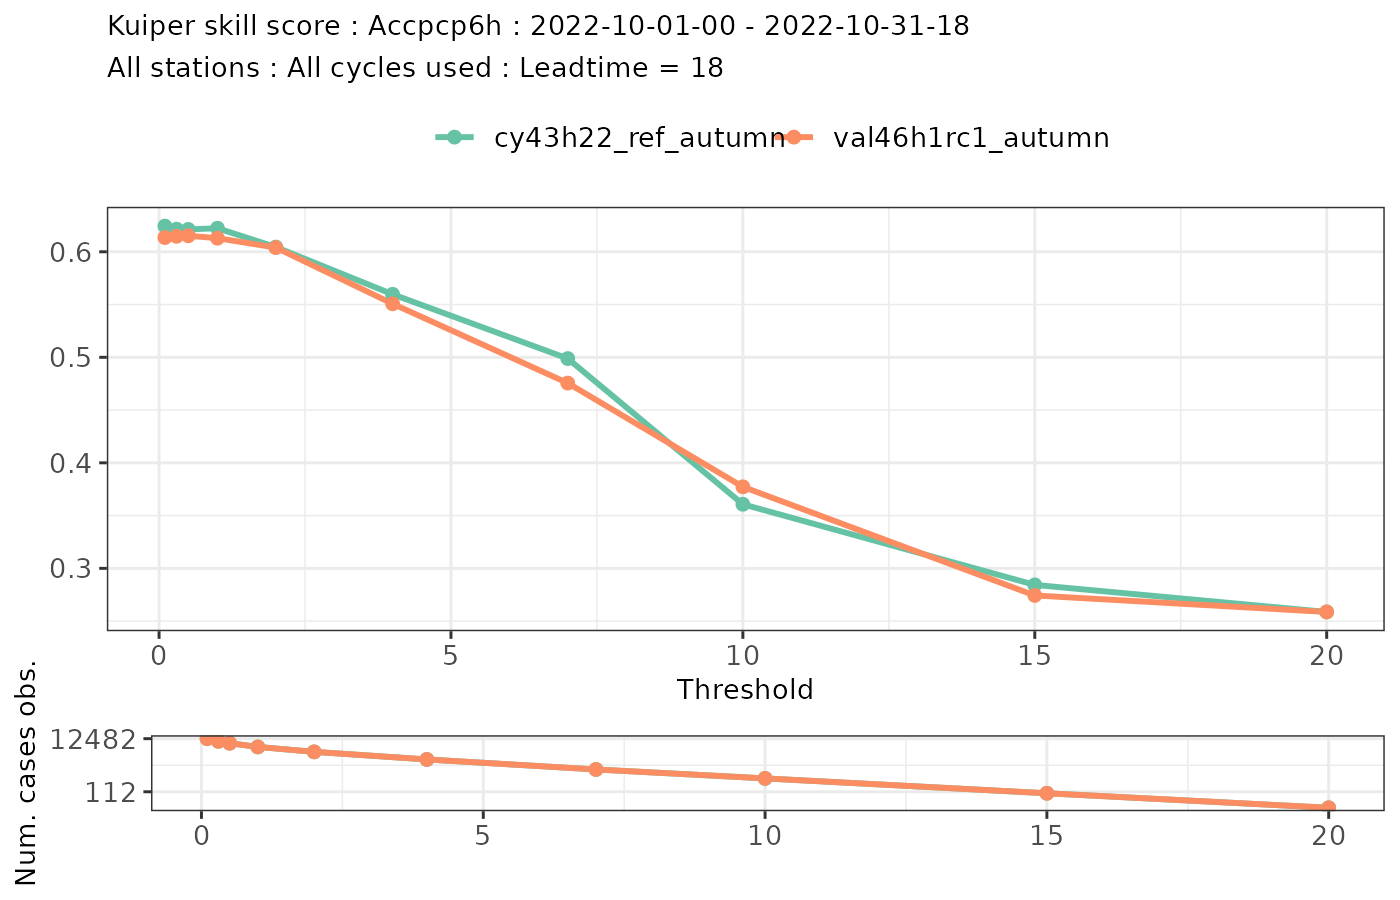 Kuiper skill score : Accpcp6h : 2022-10-01-00 - 2022-10-31-18
All stations : All cycles used : Leadtime = 18
cy43h22_ref_autumn val46h1rc1_autumn
0.6
0.5
0.4
0.3
0 5 10 15 20
Threshold
Num. cases obs.
12482
112
0 5 10 15 20